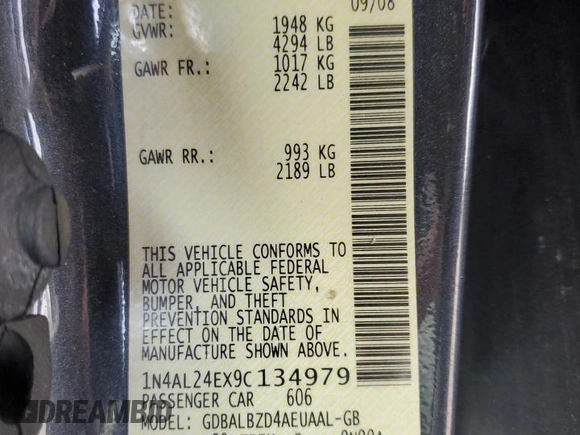 DATE: 09/08
GVWR: 1948 KG
4294 LB
GAWR FR.: 1017 KG
2242 LB
GAWR RR.: 993 KG
2189 LB
THIS VEHICLE CONFORMS TO
ALL APPLICABLE FEDERAL
MOTOR VEHICLE SAFETY,
BUMPER, AND THEFT
PREVENTION STANDARDS IN
EFFECT ON THE DATE OF
MANUFACTURE SHOWN ABOVE.
1N4AL24EX9C134979
PASSENGER CAR 606
MODEL: GDBALBZD4AEUAAL-GB
DREAMBID